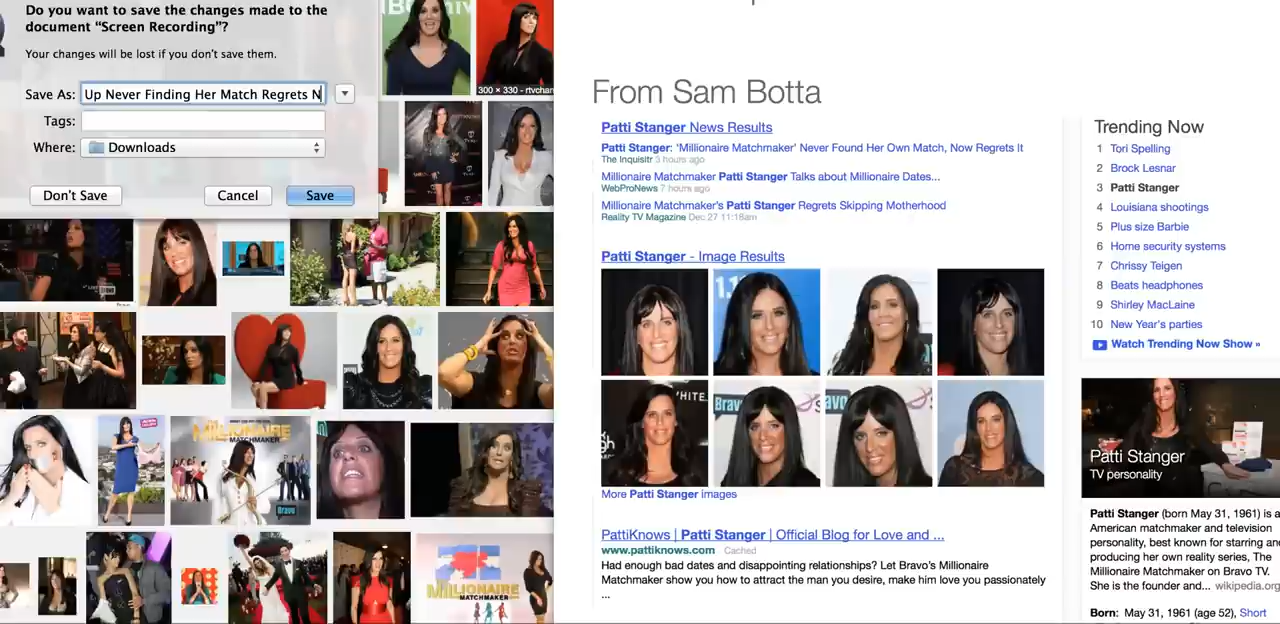 Do you want to save the changes made to the
document “Screen Recording”?
Your changes will be lost if you don’t save them.
Save As: Up Never Finding Her Match Regrets N
Tags:
Where: Downloads
Don't Save
Cancel
Save
300 × 330 - rtvchan
MILLIONAIRE
MATCHMAKER
Bravo
MILLIONAIRE
MATCHMAKER
From Sam Botta
Patti Stanger News Results
Patti Stanger: ‘Millionaire Matchmaker’ Never Found Her Own Match, Now Regrets It
The Inquisitr 3 hours ago
Millionaire Matchmaker Patti Stanger Talks about Millionaire Dates...
WebProNews 7 hours ago
Millionaire Matchmaker's Patti Stanger Regrets Skipping Motherhood
Reality TV Magazine Dec 27 11:18am
Patti Stanger - Image Results
Bravo
avo
More Patti Stanger images
PattiKnows | Patti Stanger | Official Blog for Love and ...
www.pattiknows.com Cached
Had enough bad dates and disappointing relationships? Let Bravo's Millionaire
Matchmaker show you how to attract the man you desire, make him love you passionately
...
Trending Now
1 Tori Spelling
2 Brock Lesnar
3 Patti Stanger
4 Louisiana shootings
5 Plus size Barbie
6 Home security systems
7 Chrissy Teigen
8 Beats headphones
9 Shirley MacLaine
10 New Year's parties
Watch Trending Now Show »
Patti Stanger
TV personality
Patti Stanger (born May 31, 1961) is a
American matchmaker and television
personality, best known for starring and
producing her own reality series, The
Millionaire Matchmaker on Bravo TV.
She is the founder and... wikipedia.org
Born: May 31, 1961 (age 52), Short